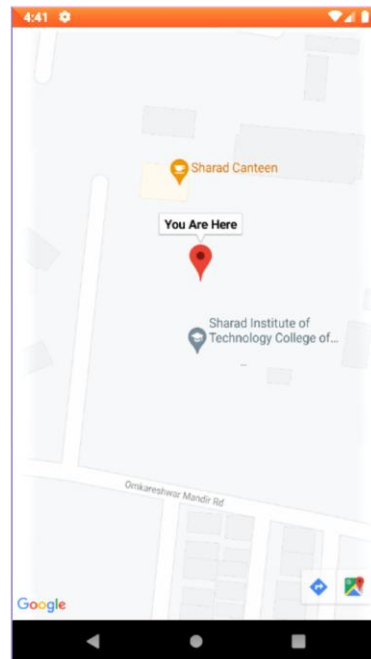 4:41
Sharad Canteen
You Are Here
Sharad Institute of
Technology College of...
Omkareshwar Mandir Rd
Google